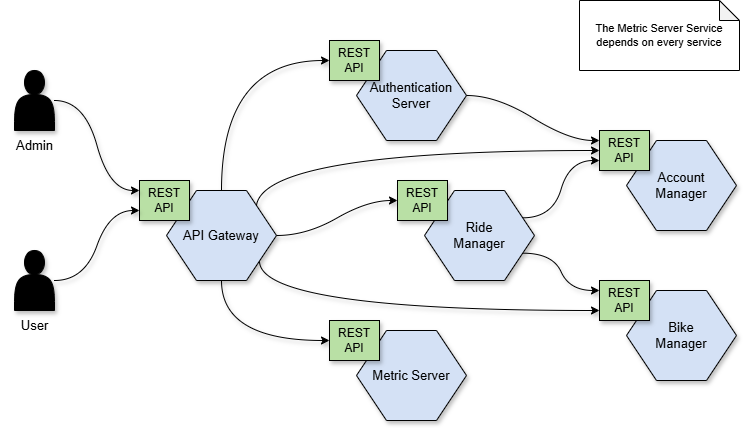 The Metric Server Service
depends on every service
REST
API
Authentication
Server
Admin
REST
API
Account
Manager
REST
API
API Gateway
REST
API
Ride
Manager
User
REST
API
Bike
Manager
REST
API
Metric Server